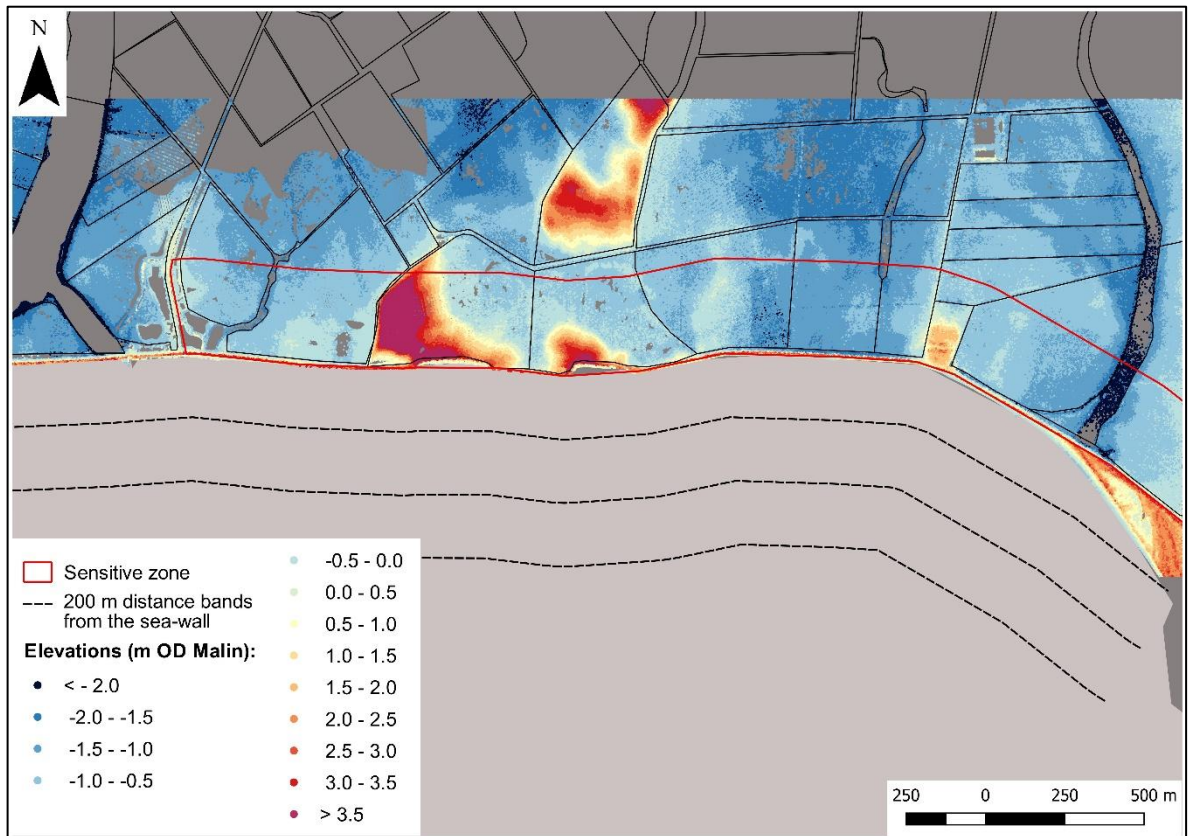 N
Sensitive zone
200 m distance bands
from the sea-wall
Elevations (m OD Malin):
< - 2.0
-2.0 - -1.5
-1.5 - -1.0
-1.0 - -0.5
-0.5 - 0.0
0.0 - 0.5
0.5 - 1.0
1.0 - 1.5
1.5 - 2.0
2.0 - 2.5
2.5 - 3.0
3.0 - 3.5
> 3.5
250 0 250 500 m